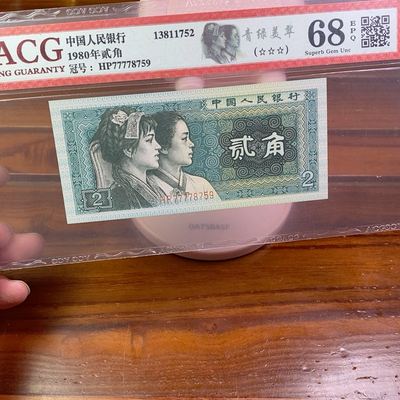 ACG
NG GUARANTY
中国人民银行
1980年贰角
冠号: HP77778759
13811752
青绿美翠
(☆☆☆)
68 EPQ
Superb Gem Unc
中国人民银行
贰角
2
HP77778759
2
DAYSBASE